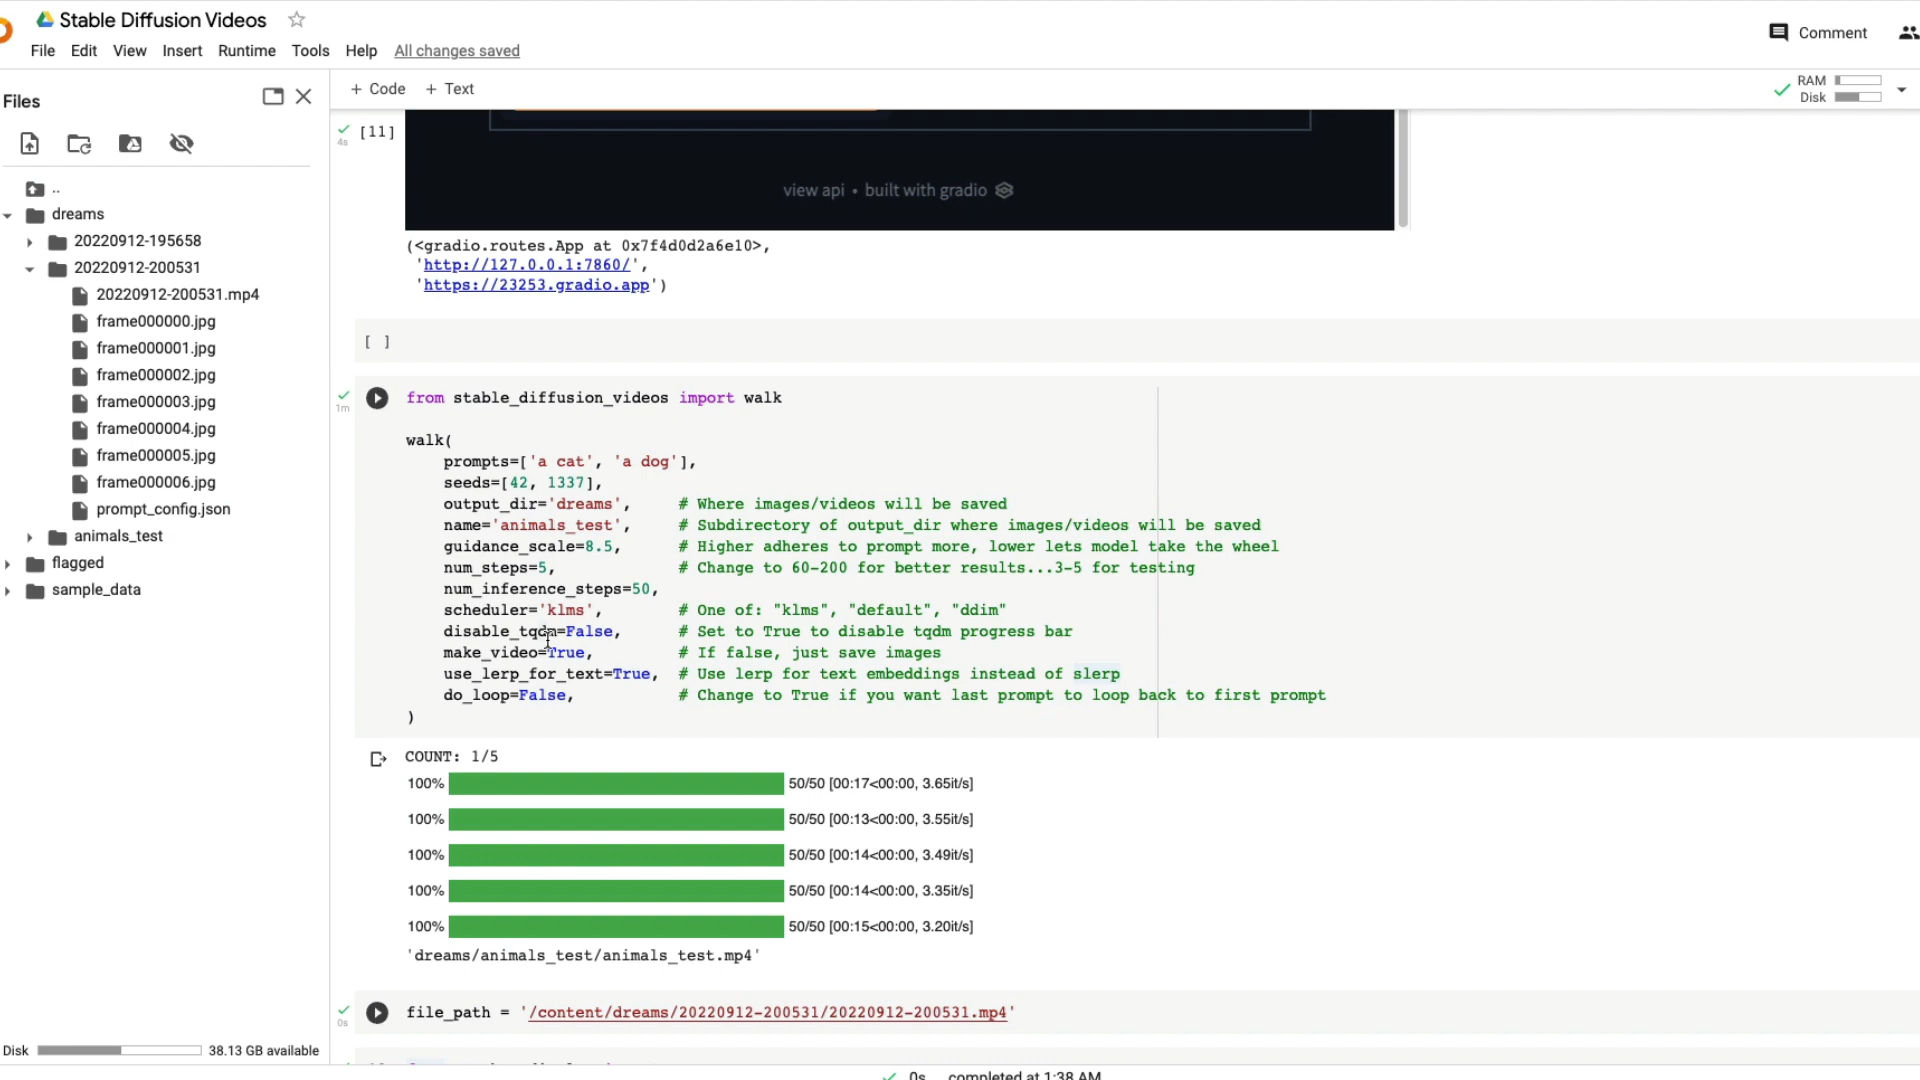 Stable Diffusion Videos
File Edit View Insert Runtime Tools Help All changes saved
Comment
Files
+ Code + Text
RAM
Disk
..
dreams
20220912-195658
20220912-200531
20220912-200531.mp4
frame000000.jpg
frame000001.jpg
frame000002.jpg
frame000003.jpg
frame000004.jpg
frame000005.jpg
frame000006.jpg
prompt_config.json
animals_test
flagged
sample_data
Disk 38.13 GB available
4s [11]
view api • built with gradio
(<gradio.routes.App at 0x7f4d0d2a6e10>,
'http://127.0.0.1:7860/',
'https://23253.gradio.app')
[ ]
1m
from stable_diffusion_videos import walk
walk(
prompts=['a cat', 'a dog'],
seeds=[42, 1337],
output_dir='dreams', # Where images/videos will be saved
name='animals_test', # Subdirectory of output_dir where images/videos will be saved
guidance_scale=8.5, # Higher adheres to prompt more, lower lets model take the wheel
num_steps=5, # Change to 60-200 for better results...3-5 for testing
num_inference_steps=50,
scheduler='klms', # One of: "klms", "default", "ddim"
disable_tqdm=False, # Set to True to disable tqdm progress bar
make_video=True, # If false, just save images
use_lerp_for_text=True, # Use lerp for text embeddings instead of slerp
do_loop=False, # Change to True if you want last prompt to loop back to first prompt
)
COUNT: 1/5
100% 50/50 [00:17<00:00, 3.65it/s]
100% 50/50 [00:13<00:00, 3.55it/s]
100% 50/50 [00:14<00:00, 3.49it/s]
100% 50/50 [00:14<00:00, 3.35it/s]
100% 50/50 [00:15<00:00, 3.20it/s]
'dreams/animals_test/animals_test.mp4'
0s
file_path = '/content/dreams/20220912-200531/20220912-200531.mp4'
0s completed at 1:38 AM